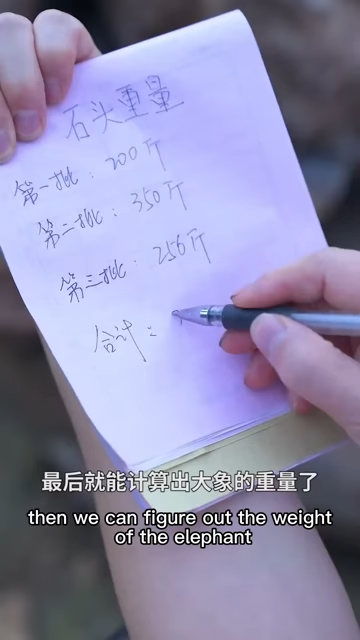 石头重量
第一批：200斤
第二批：350斤
第三批：256斤
合计：
最后就能计算出大象的重量了
then we can figure out the weight
of the elephant